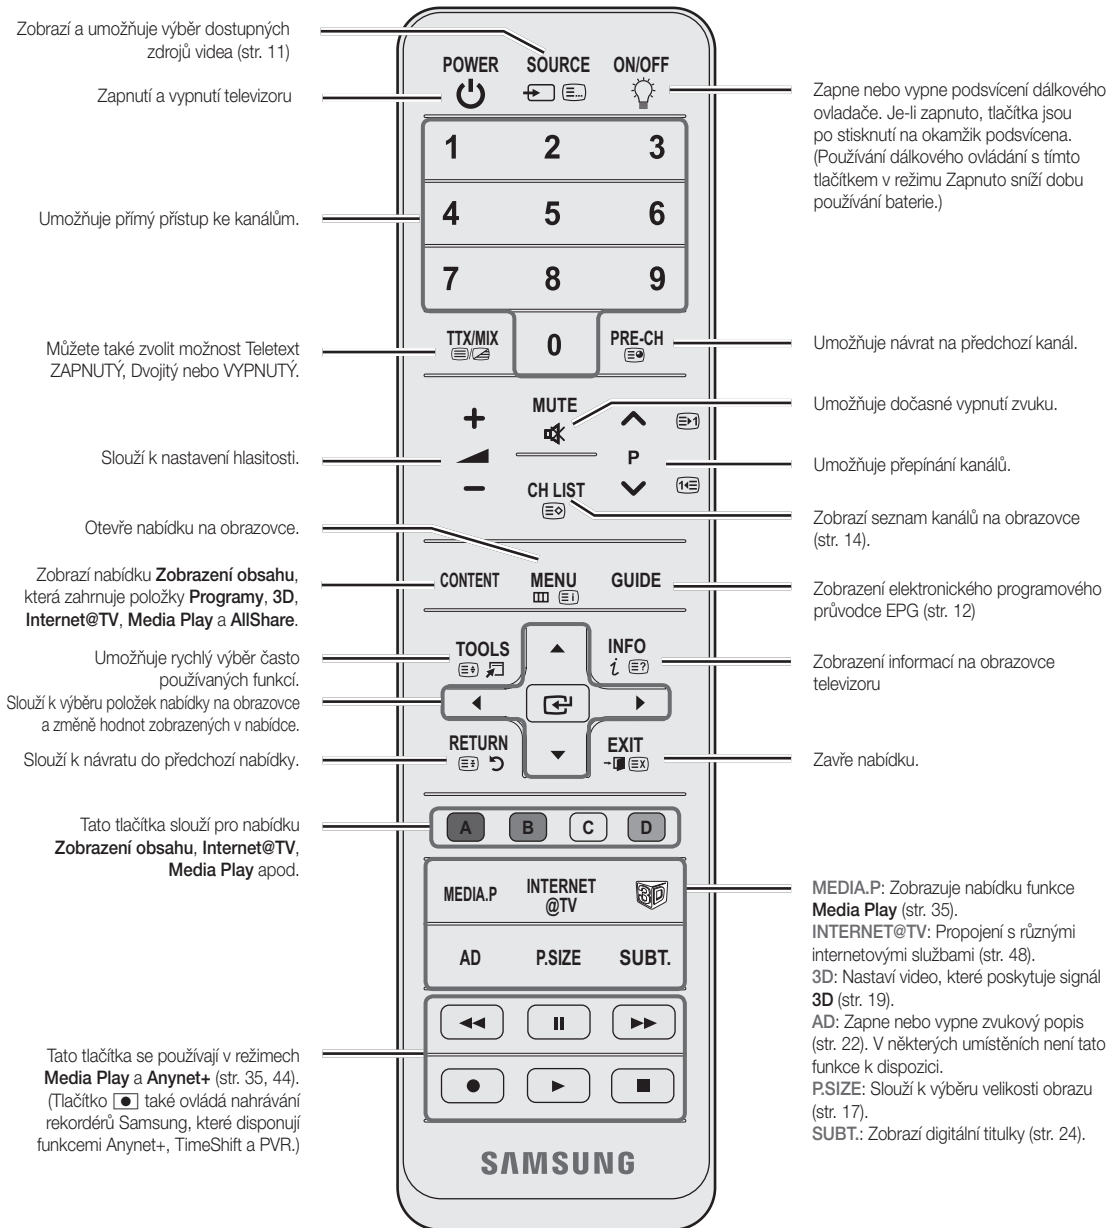 Zobrazí a umožňuje výběr dostupných
zdrojů videa (str. 11)
Zapnutí a vypnutí televizoru
Umožňuje přímý přístup ke kanálům.
Můžete také zvolit možnost Teletext
ZAPNUTÝ, Dvojitý nebo VYPNUTÝ.
Slouží k nastavení hlasitosti.
Otevře nabídku na obrazovce.
Zobrazí nabídku Zobrazení obsahu,
která zahrnuje položky Programy, 3D,
Internet@TV, Media Play a AllShare.
Umožňuje rychlý výběr často
používaných funkcí.
Slouží k výběru položek nabídky na obrazovce
a změně hodnot zobrazených v nabídce.
Slouží k návratu do předchozí nabídky.
Tato tlačítka slouží pro nabídku
Zobrazení obsahu, Internet@TV,
Media Play apod.
Tato tlačítka se používají v režimech
Media Play a Anynet+ (str. 35, 44).
(Tlačítko také ovládá nahrávání
rekordérů Samsung, které disponují
funkcemi Anynet+, TimeShift a PVR.)
POWER SOURCE ON/OFF
1 2 3
4 5 6
7 8 9
TTX/MIX 0 PRE-CH
MUTE
+
P
−
CH LIST
CONTENT MENU GUIDE
TOOLS INFO
RETURN EXIT
A B C D
MEDIA.P INTERNET
@TV 3D
AD P.SIZE SUBT.
SAMSUNG
Zapne nebo vypne podsvícení dálkového
ovladače. Je-li zapnuto, tlačítka jsou
po stisknutí na okamžik podsvícena.
(Používání dálkového ovládání s tímto
tlačítkem v režimu Zapnuto sníží dobu
používání baterie.)
Umožňuje návrat na předchozí kanál.
Umožňuje dočasné vypnutí zvuku.
Umožňuje přepínání kanálů.
Zobrazí seznam kanálů na obrazovce
(str. 14).
Zobrazení elektronického programového
průvodce EPG (str. 12)
Zobrazení informací na obrazovce
televizoru
Zavře nabídku.
MEDIA.P: Zobrazuje nabídku funkce
Media Play (str. 35).
INTERNET@TV: Propojení s různými
internetovými službami (str. 48).
3D: Nastaví video, které poskytuje signál
3D (str. 19).
AD: Zapne nebo vypne zvukový popis
(str. 22). V některých umístěních není tato
funkce k dispozici.
P.SIZE: Slouží k výběru velikosti obrazu
(str. 17).
SUBT.: Zobrazí digitální titulky (str. 24).